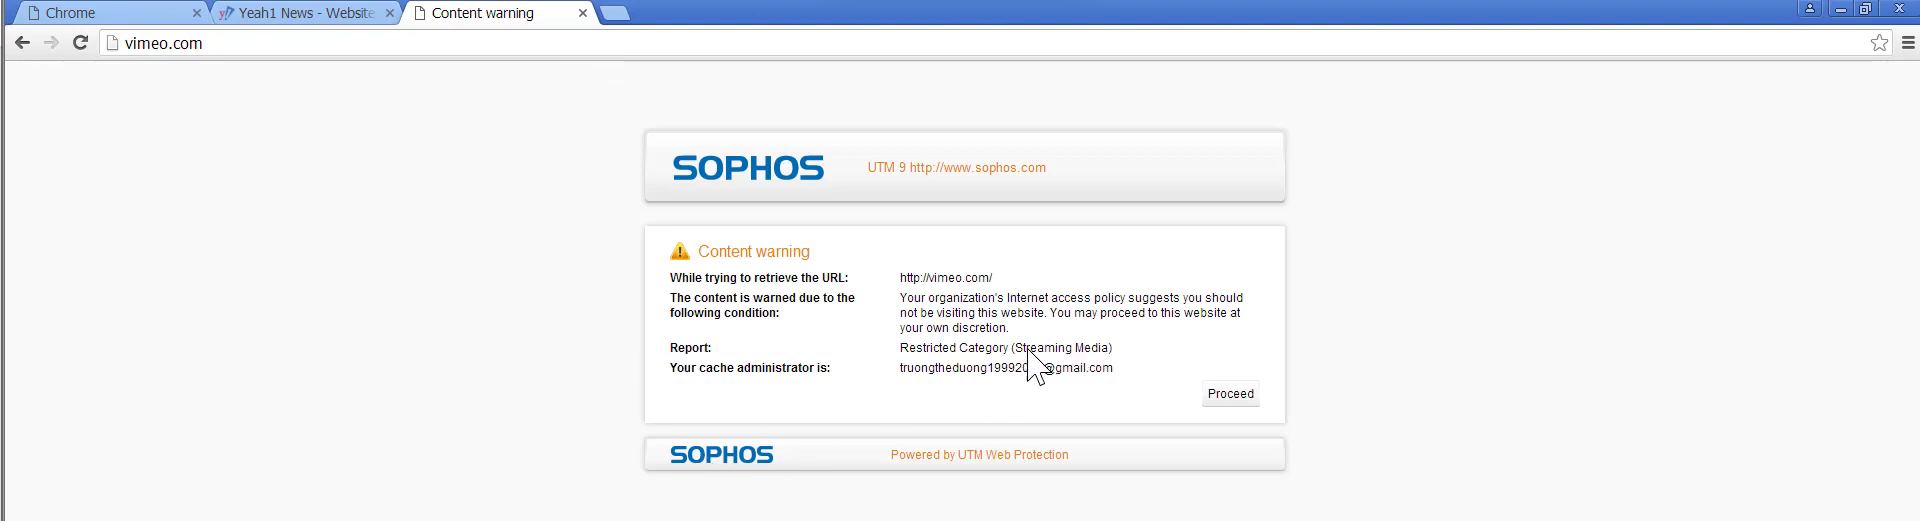 Chrome
Yeah1 News - Website
Content warning
vimeo.com
SOPHOS
UTM 9 http://www.sophos.com
Content warning
While trying to retrieve the URL: http://vimeo.com/
The content is warned due to the following condition: Your organization's Internet access policy suggests you should
not be visiting this website. You may proceed to this website at
your own discretion.
Report: Restricted Category (Streaming Media)
Your cache administrator is: @gmail.com
Proceed
SOPHOS
Powered by UTM Web Protection